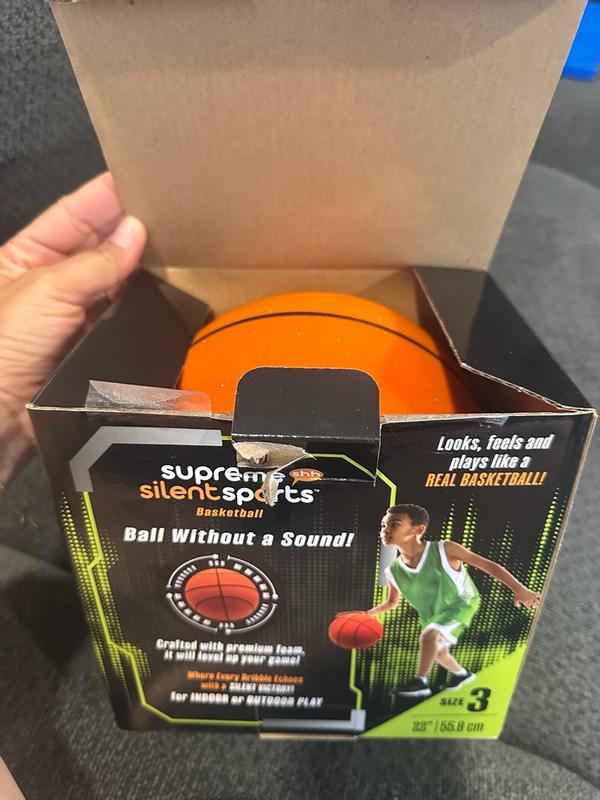 supreme shh
silentsports™
Basketball
Ball Without a Sound!
Crafted with premium foam,
it will level up your game!
Where Every Dribble Echoes
with a SILENT VICTORY!
for INDOOR or OUTDOOR PLAY
Looks, feels and
plays like a
REAL BASKETBALL!
SIZE 3
22" | 55.9 cm